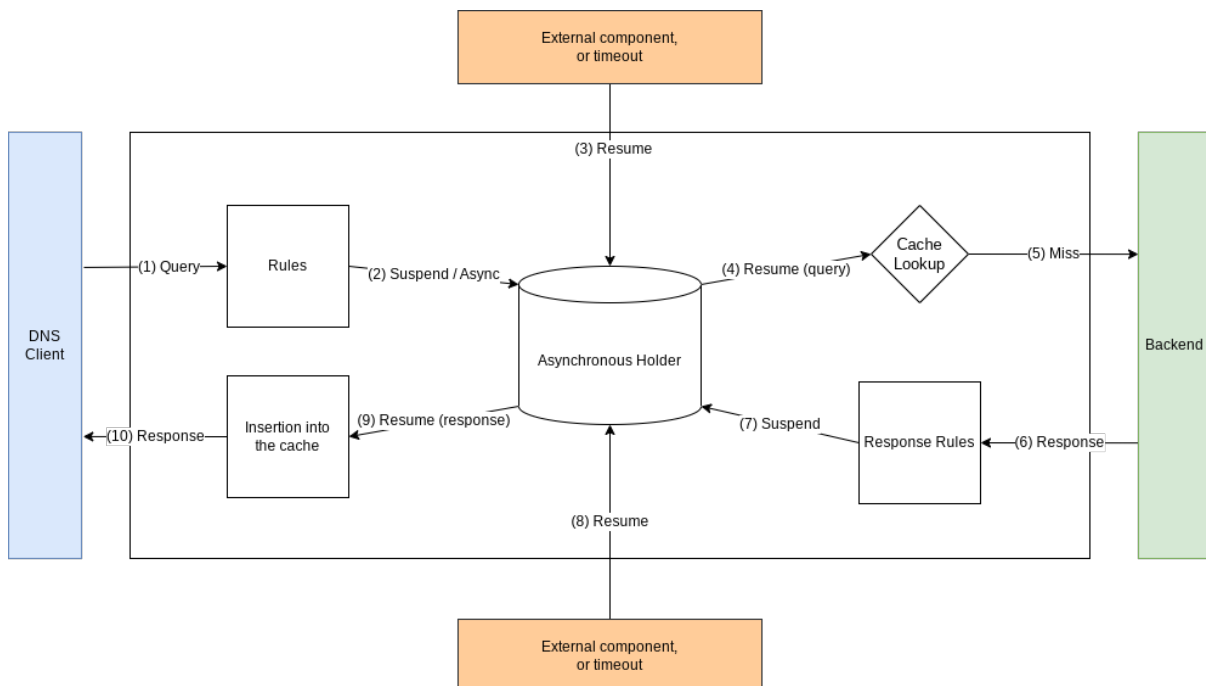 External component,
or timeout
(3) Resume
(1) Query
Rules
(2) Suspend / Async
(4) Resume (query)
Cache
Lookup
(5) Miss
DNS
Client
Asynchronous Holder
Backend
(10) Response
Insertion into
the cache
(9) Resume (response)
(7) Suspend
Response Rules
(6) Response
(8) Resume
External component,
or timeout